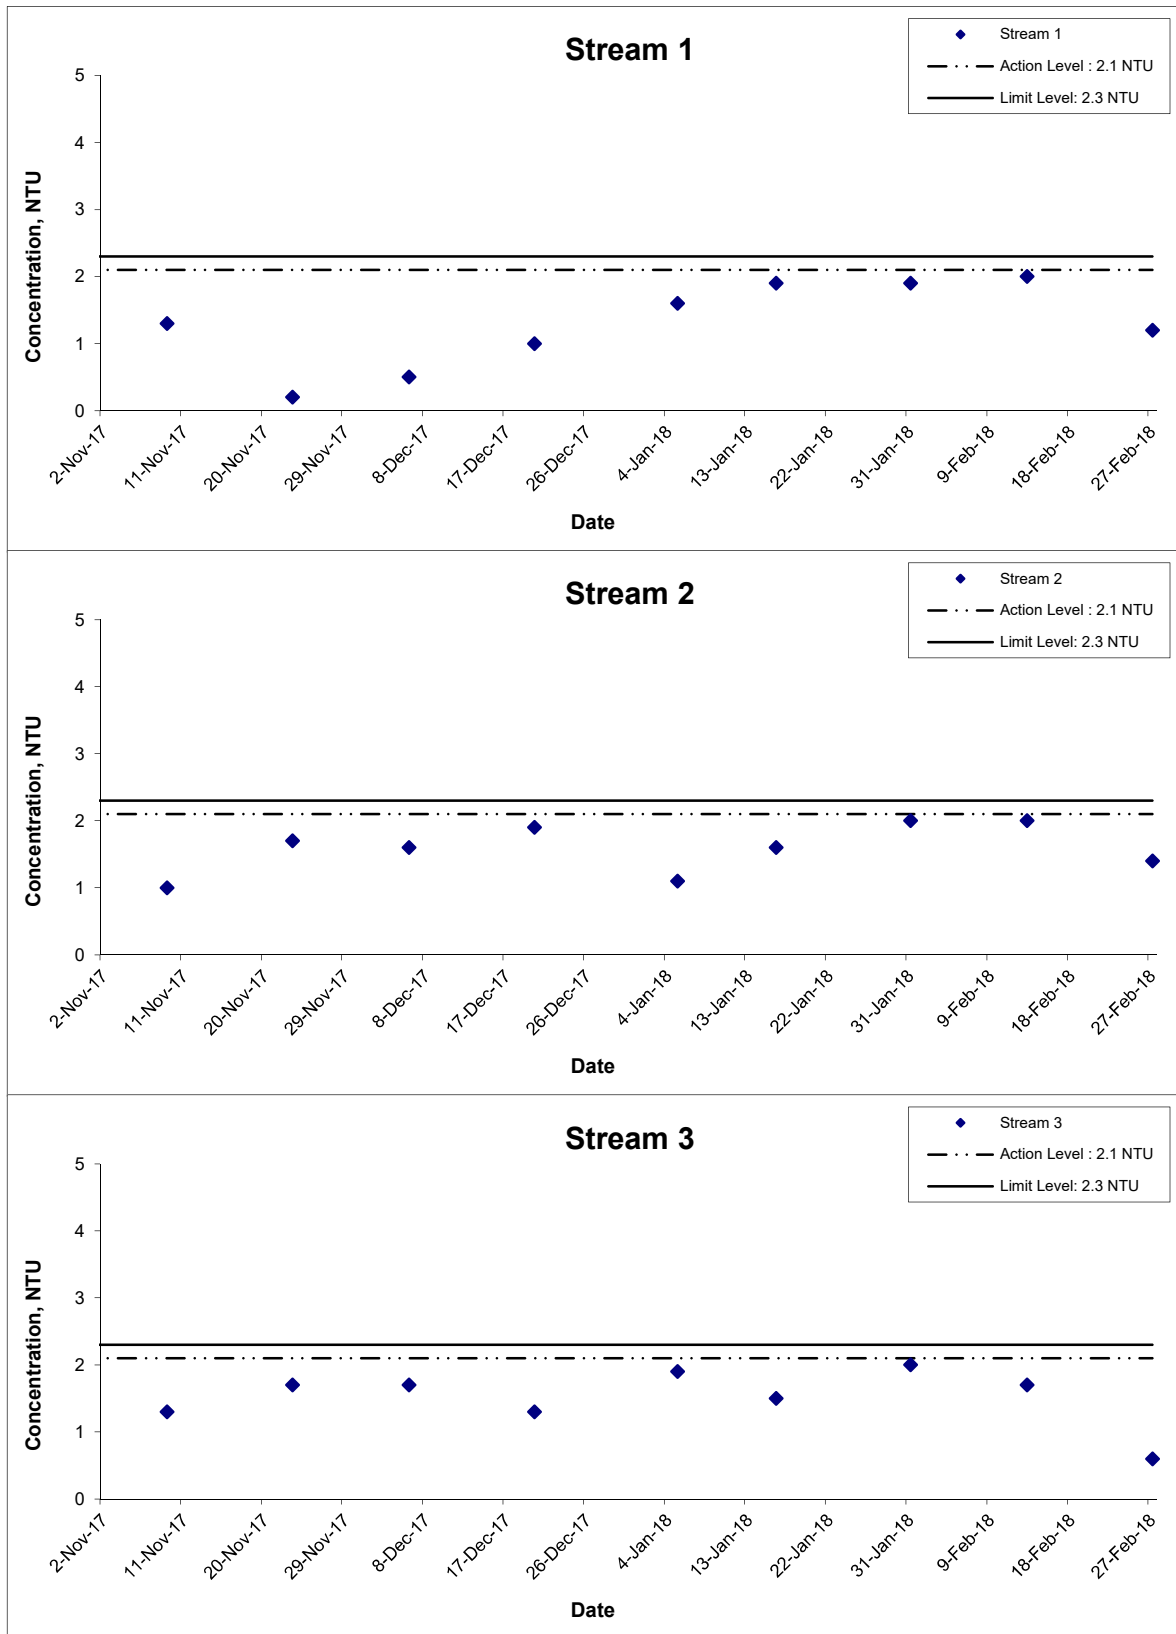 Stream 1
Stream 1
Action Level : 2.1 NTU
Limit Level: 2.3 NTU
Concentration, NTU
5
4
3
2
1
0
2-Nov-17
11-Nov-17
20-Nov-17
29-Nov-17
8-Dec-17
17-Dec-17
26-Dec-17
4-Jan-18
13-Jan-18
22-Jan-18
31-Jan-18
9-Feb-18
18-Feb-18
27-Feb-18
Date
Stream 2
Stream 2
Action Level : 2.1 NTU
Limit Level: 2.3 NTU
Concentration, NTU
5
4
3
2
1
0
2-Nov-17
11-Nov-17
20-Nov-17
29-Nov-17
8-Dec-17
17-Dec-17
26-Dec-17
4-Jan-18
13-Jan-18
22-Jan-18
31-Jan-18
9-Feb-18
18-Feb-18
27-Feb-18
Date
Stream 3
Stream 3
Action Level : 2.1 NTU
Limit Level: 2.3 NTU
Concentration, NTU
5
4
3
2
1
0
2-Nov-17
11-Nov-17
20-Nov-17
29-Nov-17
8-Dec-17
17-Dec-17
26-Dec-17
4-Jan-18
13-Jan-18
22-Jan-18
31-Jan-18
9-Feb-18
18-Feb-18
27-Feb-18
Date